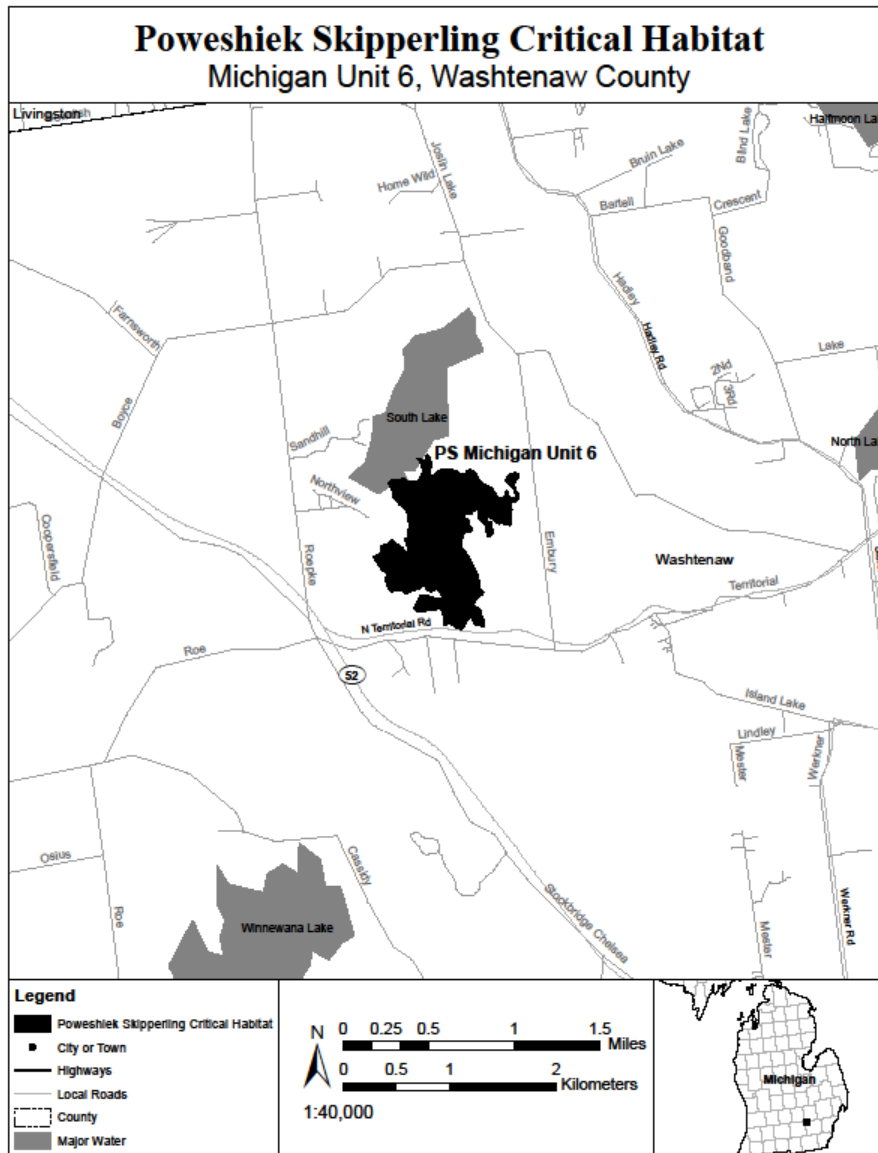 Poweshiek Skipperling Critical Habitat
Michigan Unit 6, Washtenaw County
Livingston
Halfmoon La
Joslin Lake
Blind Lake
Bruin Lake
Home Wild
Bartell
Crescent
Goodband
Farnsworth
Hadley
Hadley Rd
Lake
2Nd
3Rd
Boyce
South Lake
Sandhill
North La
PS Michigan Unit 6
Northview
Coopersfield
Roepke
Embury
Washtenaw
Territorial
N Territorial Rd
Roe
52
Island Lake
Lindley
Mester
Werkner
Osius
Cassidy
Roe
Winnewana Lake
Stockbridge Chelsea
Mester
Werkner Rd
Legend
Poweshiek Skipperling Critical Habitat
City or Town
Highways
Local Roads
County
Major Water
N
0 0.25 0.5 1 1.5
Miles
0 0.5 1 2
Kilometers
1:40,000
Michigan